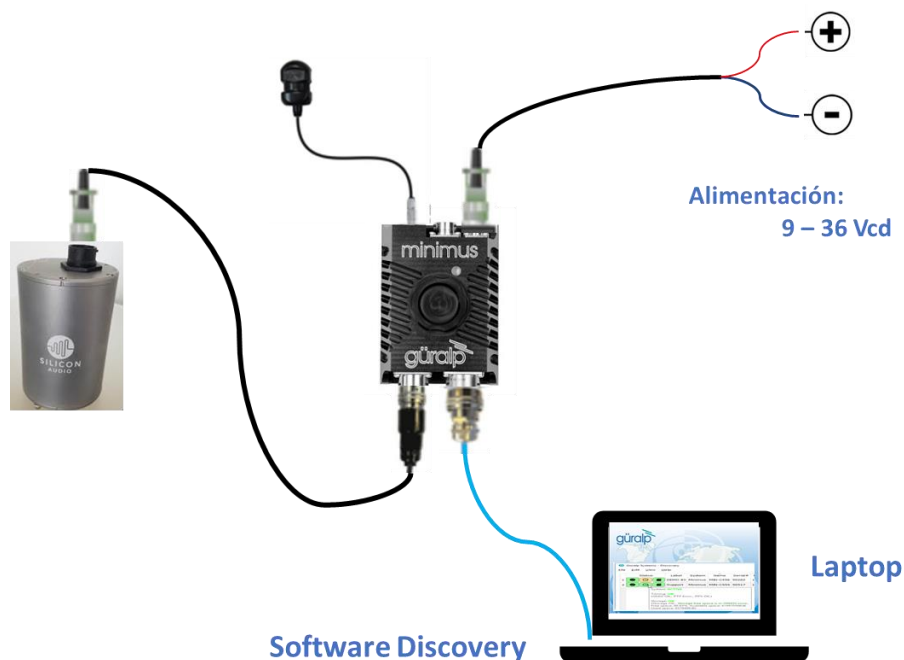 +
-
Alimentación:
9 – 36 Vcd
minimus
güralp
SILICON
AUDIO
güralp
Laptop
Software Discovery